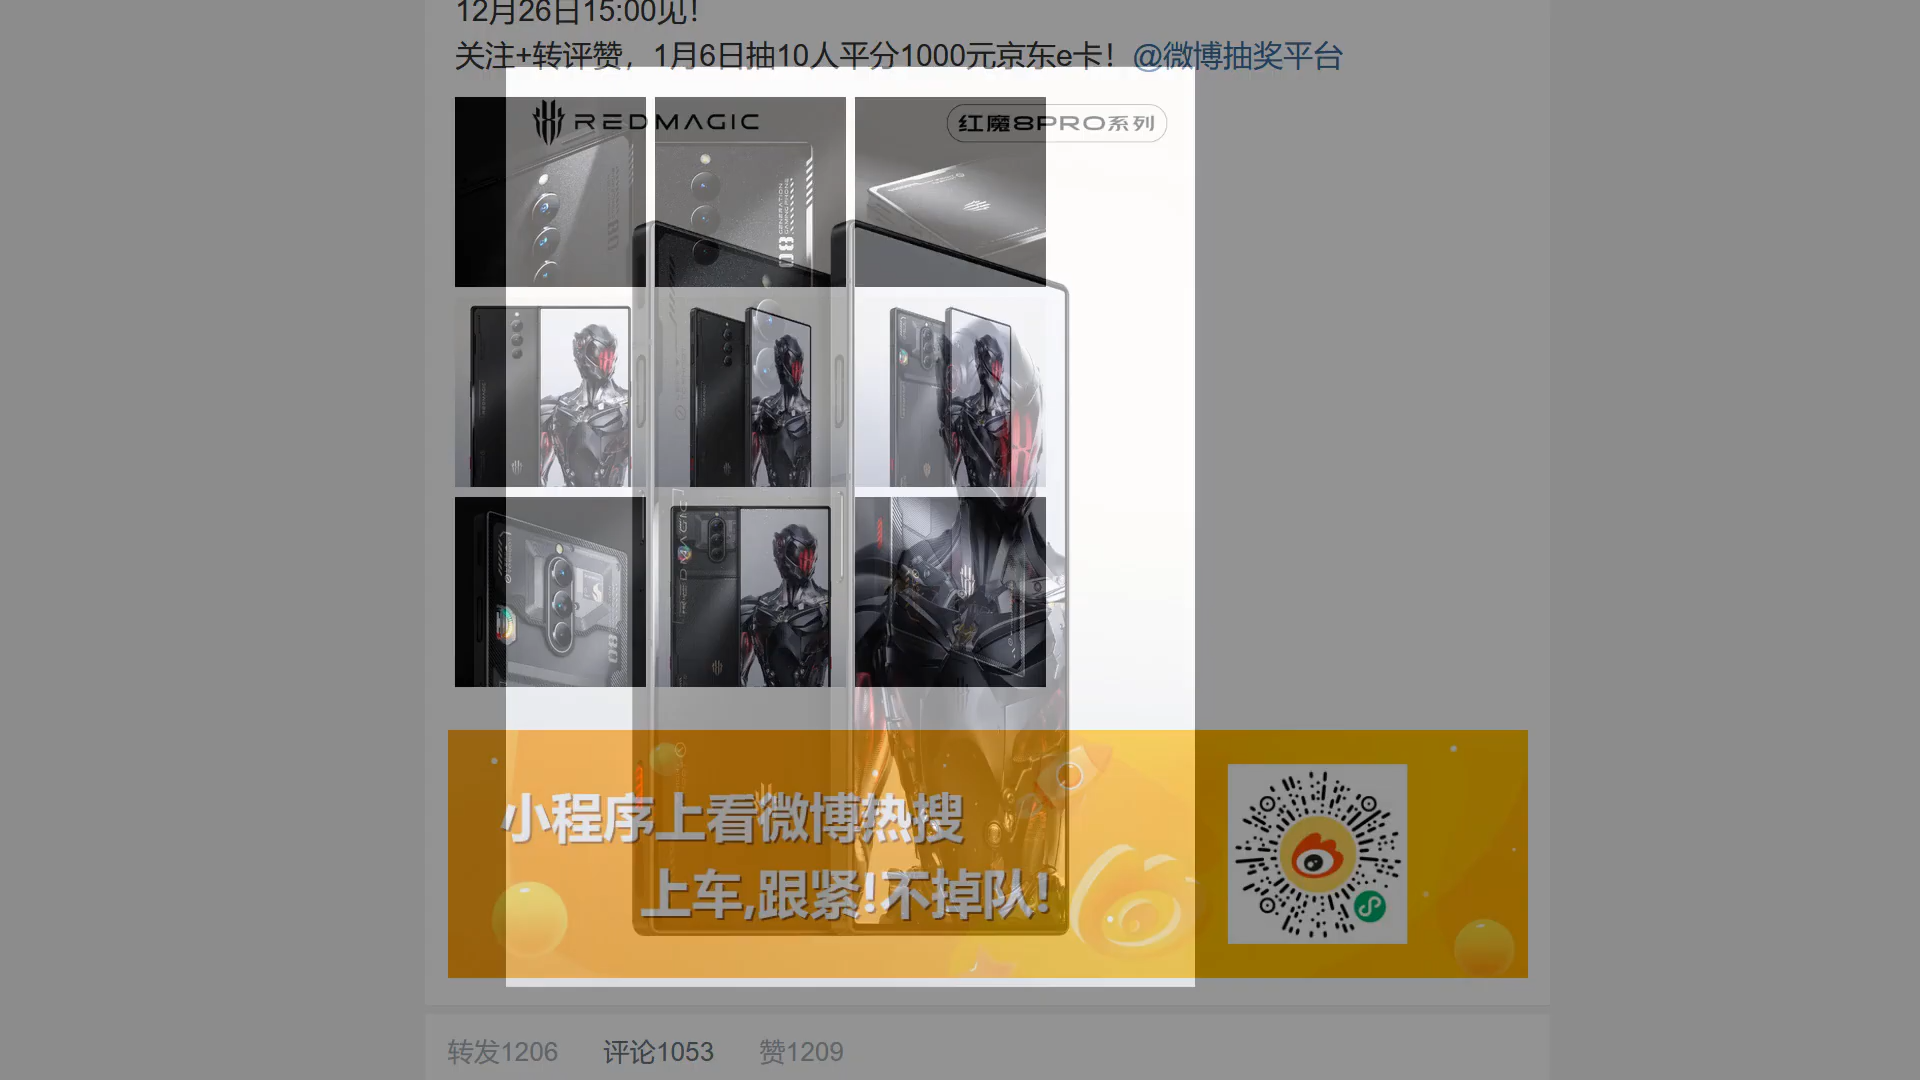 12月26日15:00见！
关注+转评赞，1月6日抽10人平分1000元京东e卡！@微博抽奖平台
REDMAGIC
红魔8PRO系列
08
08
REDMAGIC
小程序上看微博热搜
上车,跟紧!不掉队!
转发1206 评论1053 赞1209